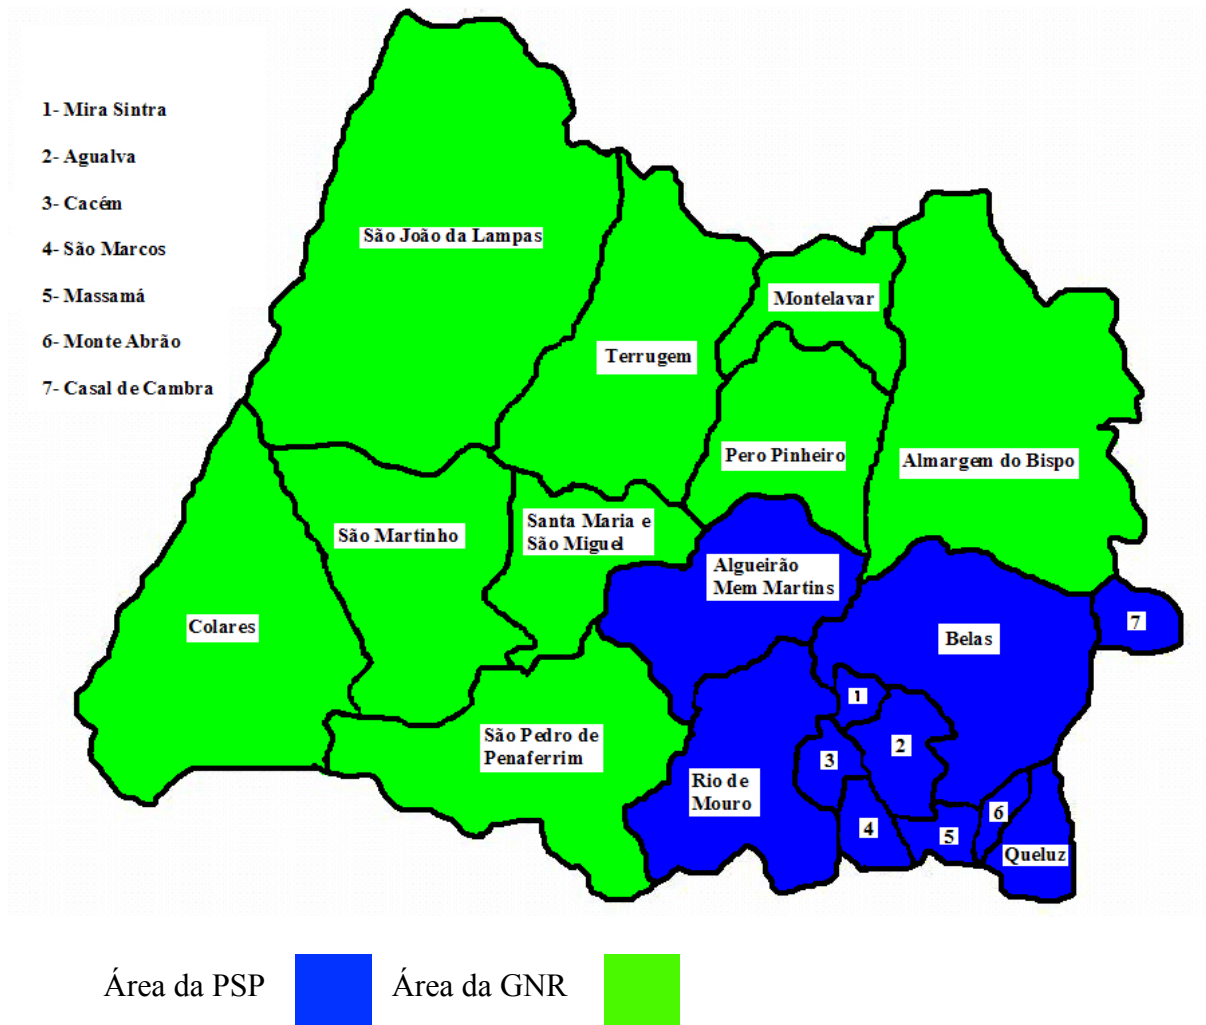 1- Mira Sintra
2- Agualva
3- Cacém
4- São Marcos
5- Massamá
6- Monte Abrão
7- Casal de Cambra
São João da Lampas
Montelavar
Terrugem
Pero Pinheiro
Almargem do Bispo
São Martinho
Santa Maria e
São Miguel
Algueirão
Mem Martins
Colares
Belas
7
1
São Pedro de
Penaferrim
2
3
Rio de
Mouro
4
5
6
Queluz
Área da PSP
Área da GNR